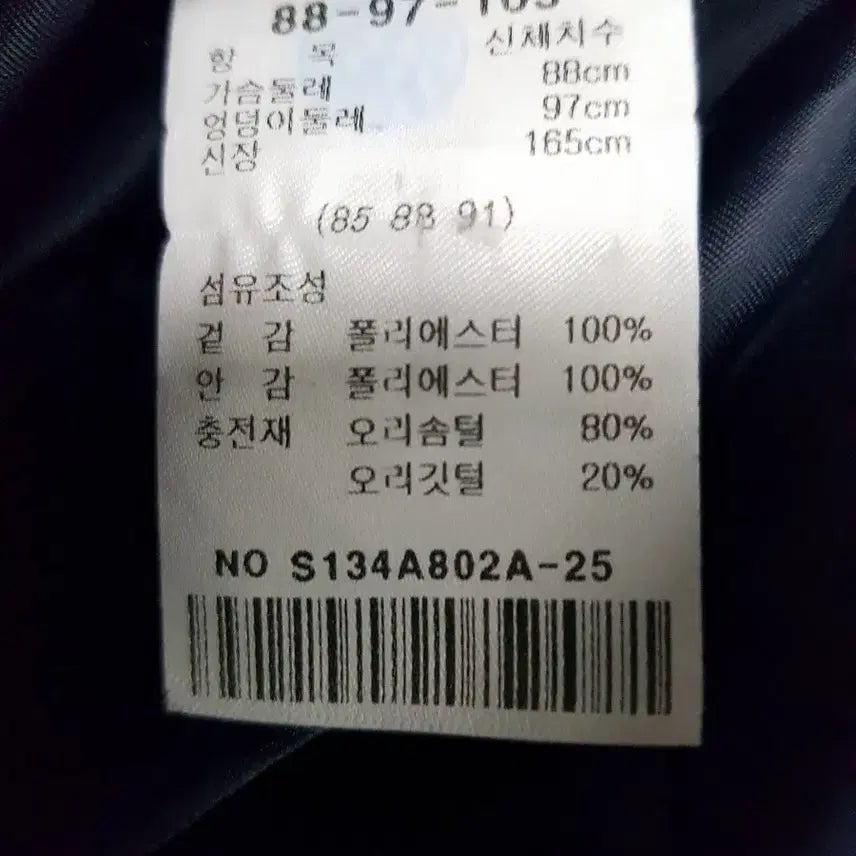 88-97-165
항 목 신체치수
가슴둘레 88cm
엉덩이둘레 97cm
신장 165cm
(85 88 91)
섬유조성
겉 감 폴리에스터 100%
안 감 폴리에스터 100%
충전재 오리솜털 80%
오리깃털 20%
NO S134A802A-25